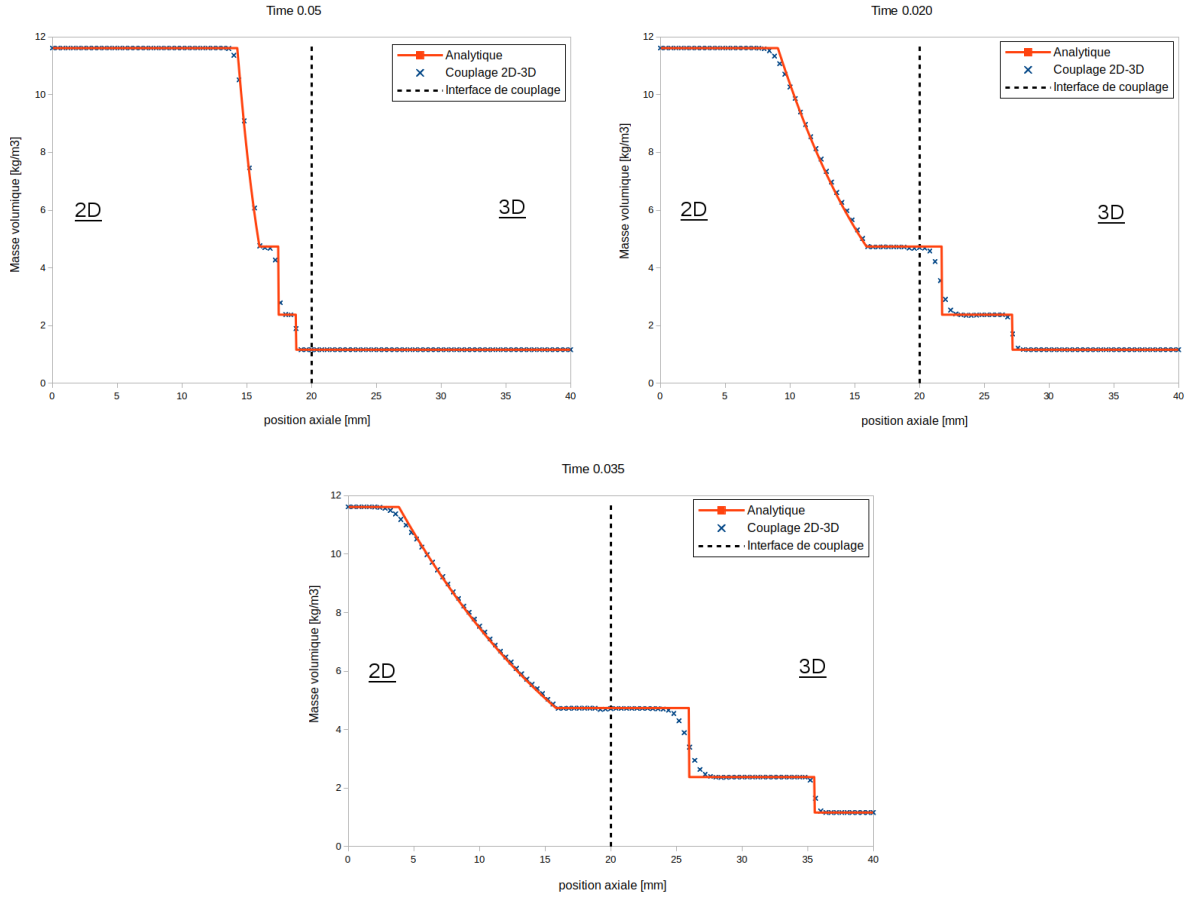 Time 0.05
12
10
8
6
4
2
0
Masse volumique [kg/m3]
Analytique
Couplage 2D-3D
Interface de couplage
2D
3D
0 5 10 15 20 25 30 35 40
position axiale [mm]
Time 0.020
12
10
8
6
4
2
0
Masse volumique [kg/m3]
Analytique
Couplage 2D-3D
Interface de couplage
2D
3D
0 5 10 15 20 25 30 35 40
position axiale [mm]
Time 0.035
12
10
8
6
4
2
0
Masse volumique [kg/m3]
Analytique
Couplage 2D-3D
Interface de couplage
2D
3D
0 5 10 15 20 25 30 35 40
position axiale [mm]